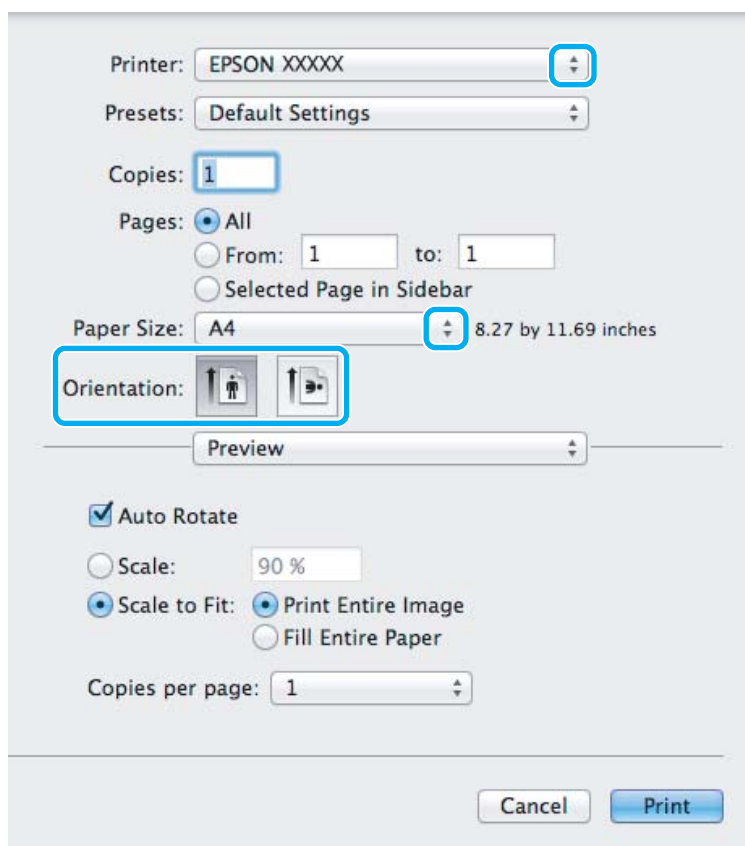 Printer: EPSON XXXXX
Presets: Default Settings
Copies: 1
Pages: All
From: 1 to: 1
Selected Page in Sidebar
Paper Size: A4 8.27 by 11.69 inches
Orientation:
Preview
Auto Rotate
Scale: 90 %
Scale to Fit: Print Entire Image
Fill Entire Paper
Copies per page: 1
Cancel Print